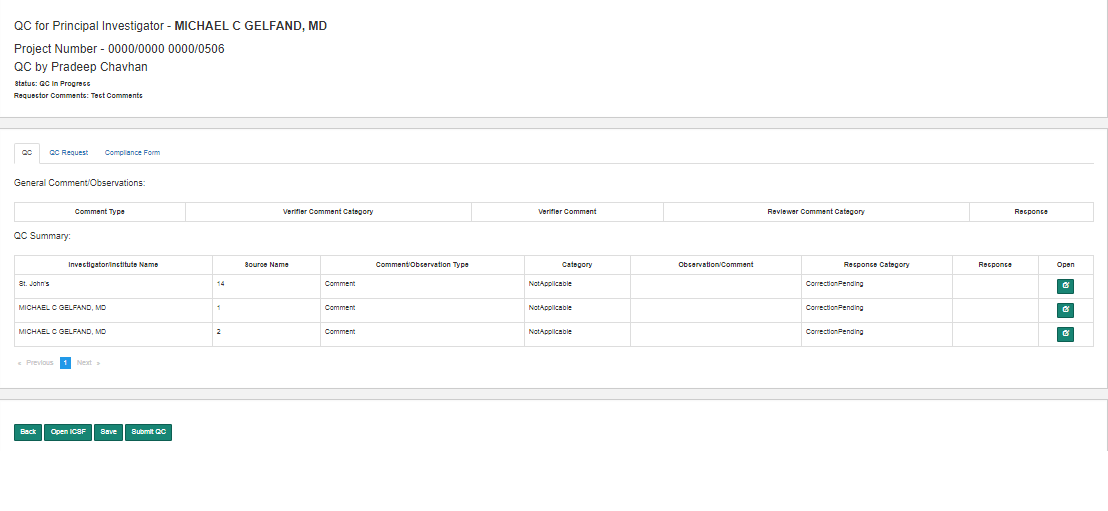 QC for Principal Investigator - MICHAEL C GELFAND, MD
Project Number - 0000/0000 0000/0506
QC by Pradeep Chavhan
Status: QC In Progress
Requestor Comments: Test Comments
QC QC Request Compliance Form
General Comment/Observations:
Comment Type Verifier Comment Category Verifier Comment Reviewer Comment Category Response
QC Summary:
Investigator/Institute Name Source Name Comment/Observation Type Category Observation/Comment Response Category Response Open
St. John's 14 Comment NotApplicable CorrectionPending
MICHAEL C GELFAND, MD 1 Comment NotApplicable CorrectionPending
MICHAEL C GELFAND, MD 2 Comment NotApplicable CorrectionPending
« Previous 1 Next »
Back Open ICSF Save Submit QC